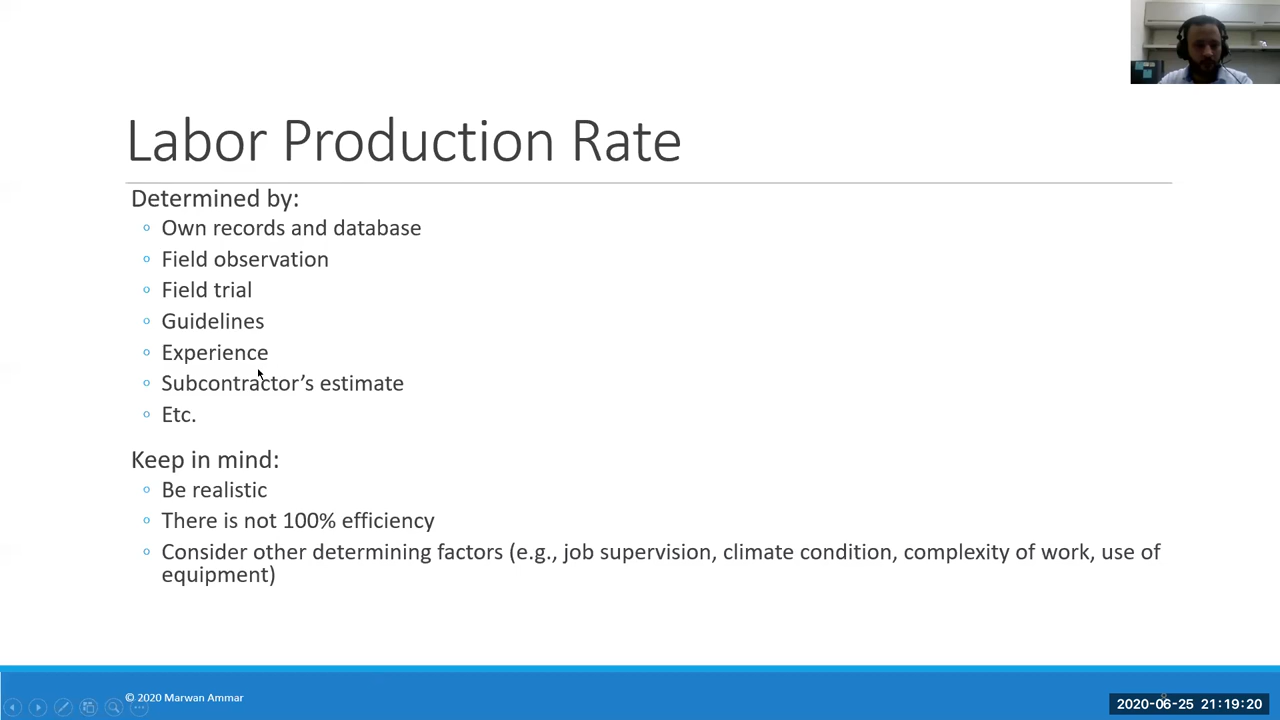 Labor Production Rate
Determined by:
Own records and database
Field observation
Field trial
Guidelines
Experience
Subcontractor’s estimate
Etc.
Keep in mind:
Be realistic
There is not 100% efficiency
Consider other determining factors (e.g., job supervision, climate condition, complexity of work, use of
equipment)
© 2020 Marwan Ammar
2020-06-25 21:19:20